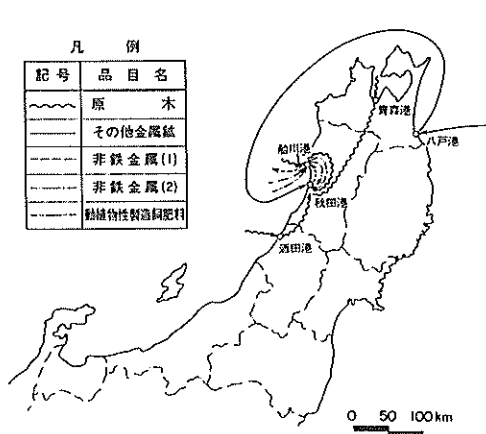 凡 例
記号 品目名
原木
その他金属鉱
非鉄金属(1)
非鉄金属(2)
動植物性製造飼肥料
青森港
八戸港
船川港
秋田港
酒田港
0 50 100km